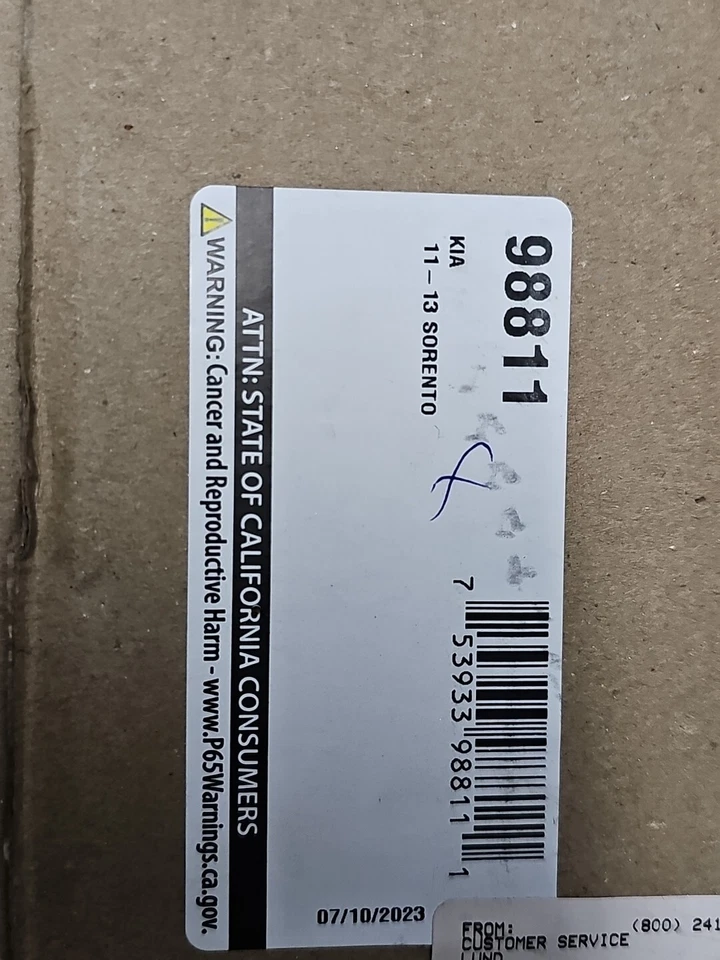 98811
KIA
11 - 13 SORENTO
7 53933 98811 1
07/10/2023
ATTN: STATE OF CALIFORNIA CONSUMERS
WARNING: Cancer and Reproductive Harm - www.P65Warnings.ca.gov.
FROM: (800) 241
CUSTOMER SERVICE
LUND